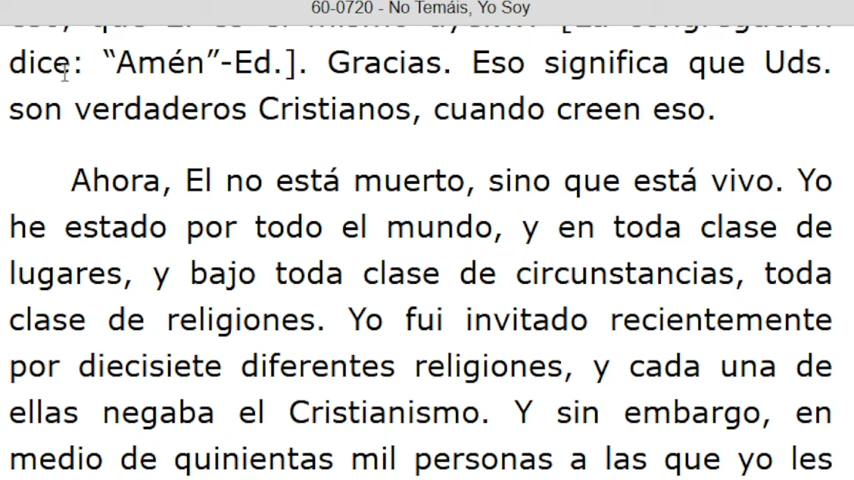 60-0720 - No Temáis, Yo Soy
dice: “Amén”-Ed.]. Gracias. Eso significa que Uds.
son verdaderos Cristianos, cuando creen eso.
Ahora, El no está muerto, sino que está vivo. Yo
he estado por todo el mundo, y en toda clase de
lugares, y bajo toda clase de circunstancias, toda
clase de religiones. Yo fui invitado recientemente
por diecisiete diferentes religiones, y cada una de
ellas negaba el Cristianismo. Y sin embargo, en
medio de quinientas mil personas a las que yo les